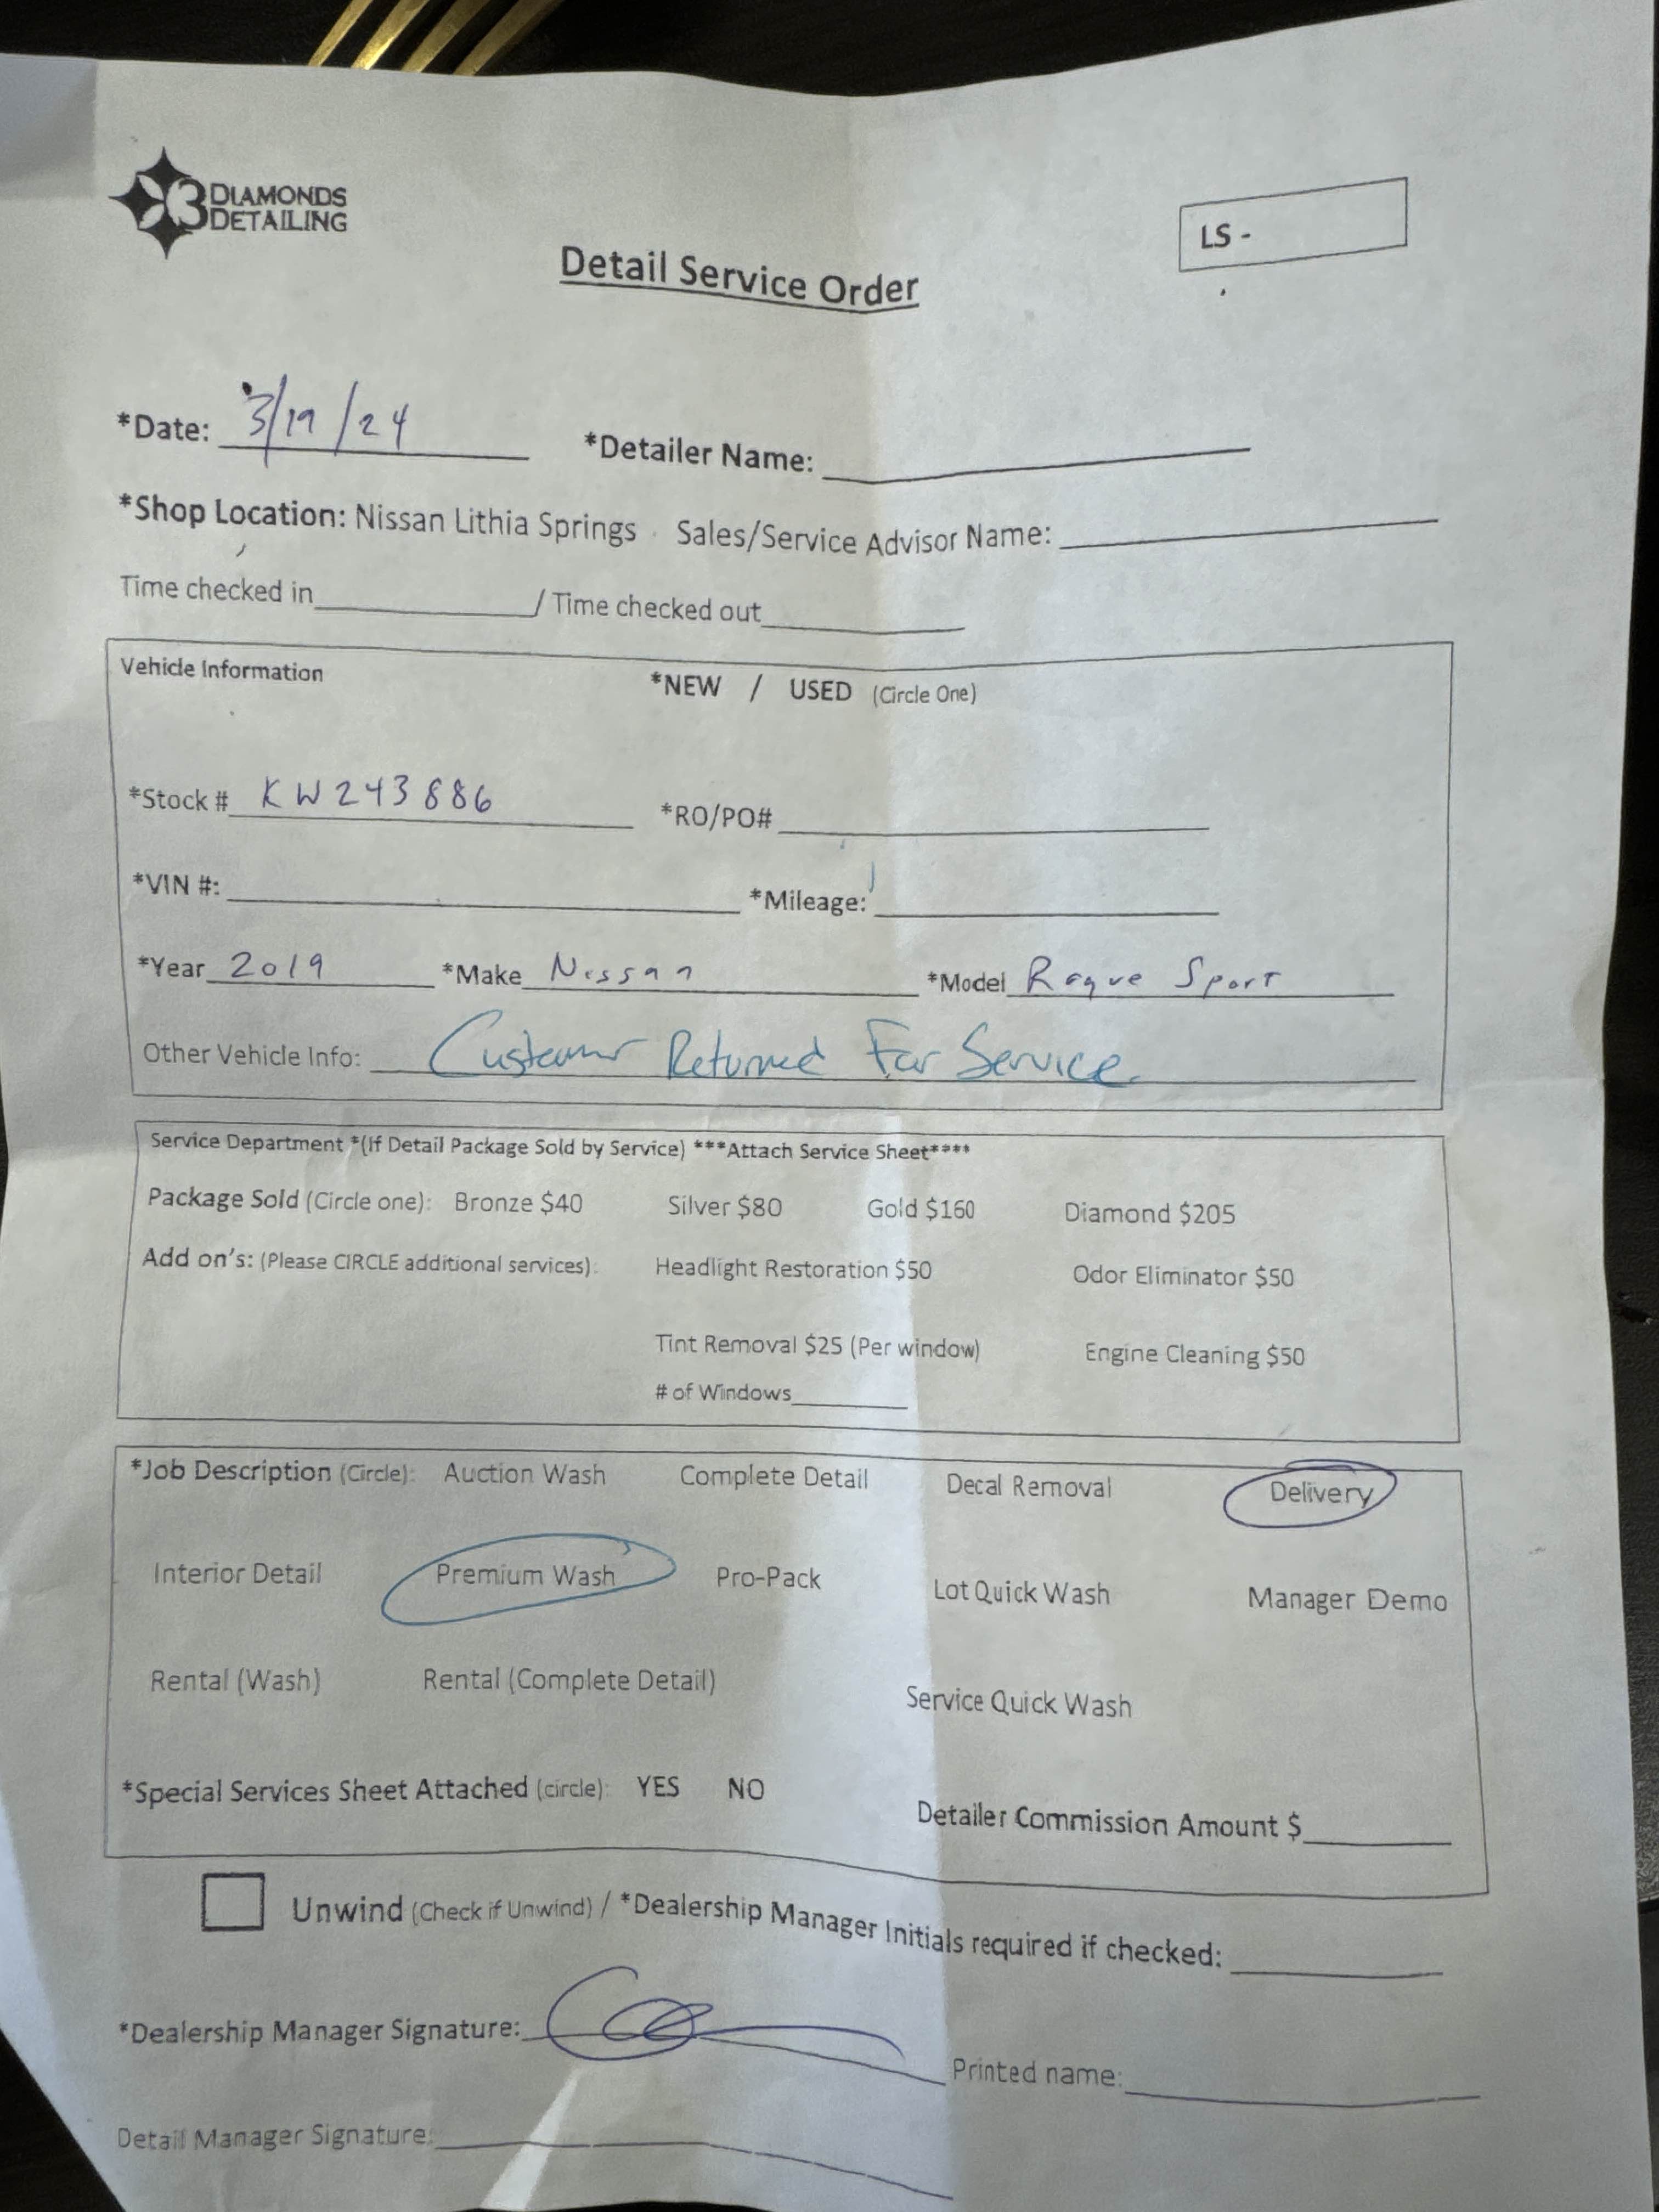 3 DIAMONDS
DETAILING
LS -
Detail Service Order
*Date: 3/19/24 *Detailer Name:
*Shop Location: Nissan Lithia Springs Sales/Service Advisor Name:
Time checked in / Time checked out
Vehicle Information *NEW / USED (Circle One)
*Stock # KW243886 *RO/PO#
*VIN #: *Mileage:
*Year 2019 *Make Nissan *Model Rogue Sport
Other Vehicle Info: Customer Returned For Service.
Service Department *(If Detail Package Sold by Service) ***Attach Service Sheet****
Package Sold (Circle one): Bronze $40 Silver $80 Gold $160 Diamond $205
Add on's: (Please CIRCLE additional services): Headlight Restoration $50 Odor Eliminator $50
Tint Removal $25 (Per window) Engine Cleaning $50
# of Windows
*Job Description (Circle): Auction Wash Complete Detail Decal Removal Delivery
Interior Detail Premium Wash Pro-Pack Lot Quick Wash Manager Demo
Rental (Wash) Rental (Complete Detail) Service Quick Wash
*Special Services Sheet Attached (circle): YES NO Detailer Commission Amount $
Unwind (Check if Unwind) / *Dealership Manager Initials required if checked:
*Dealership Manager Signature: Printed name:
Detail Manager Signature: